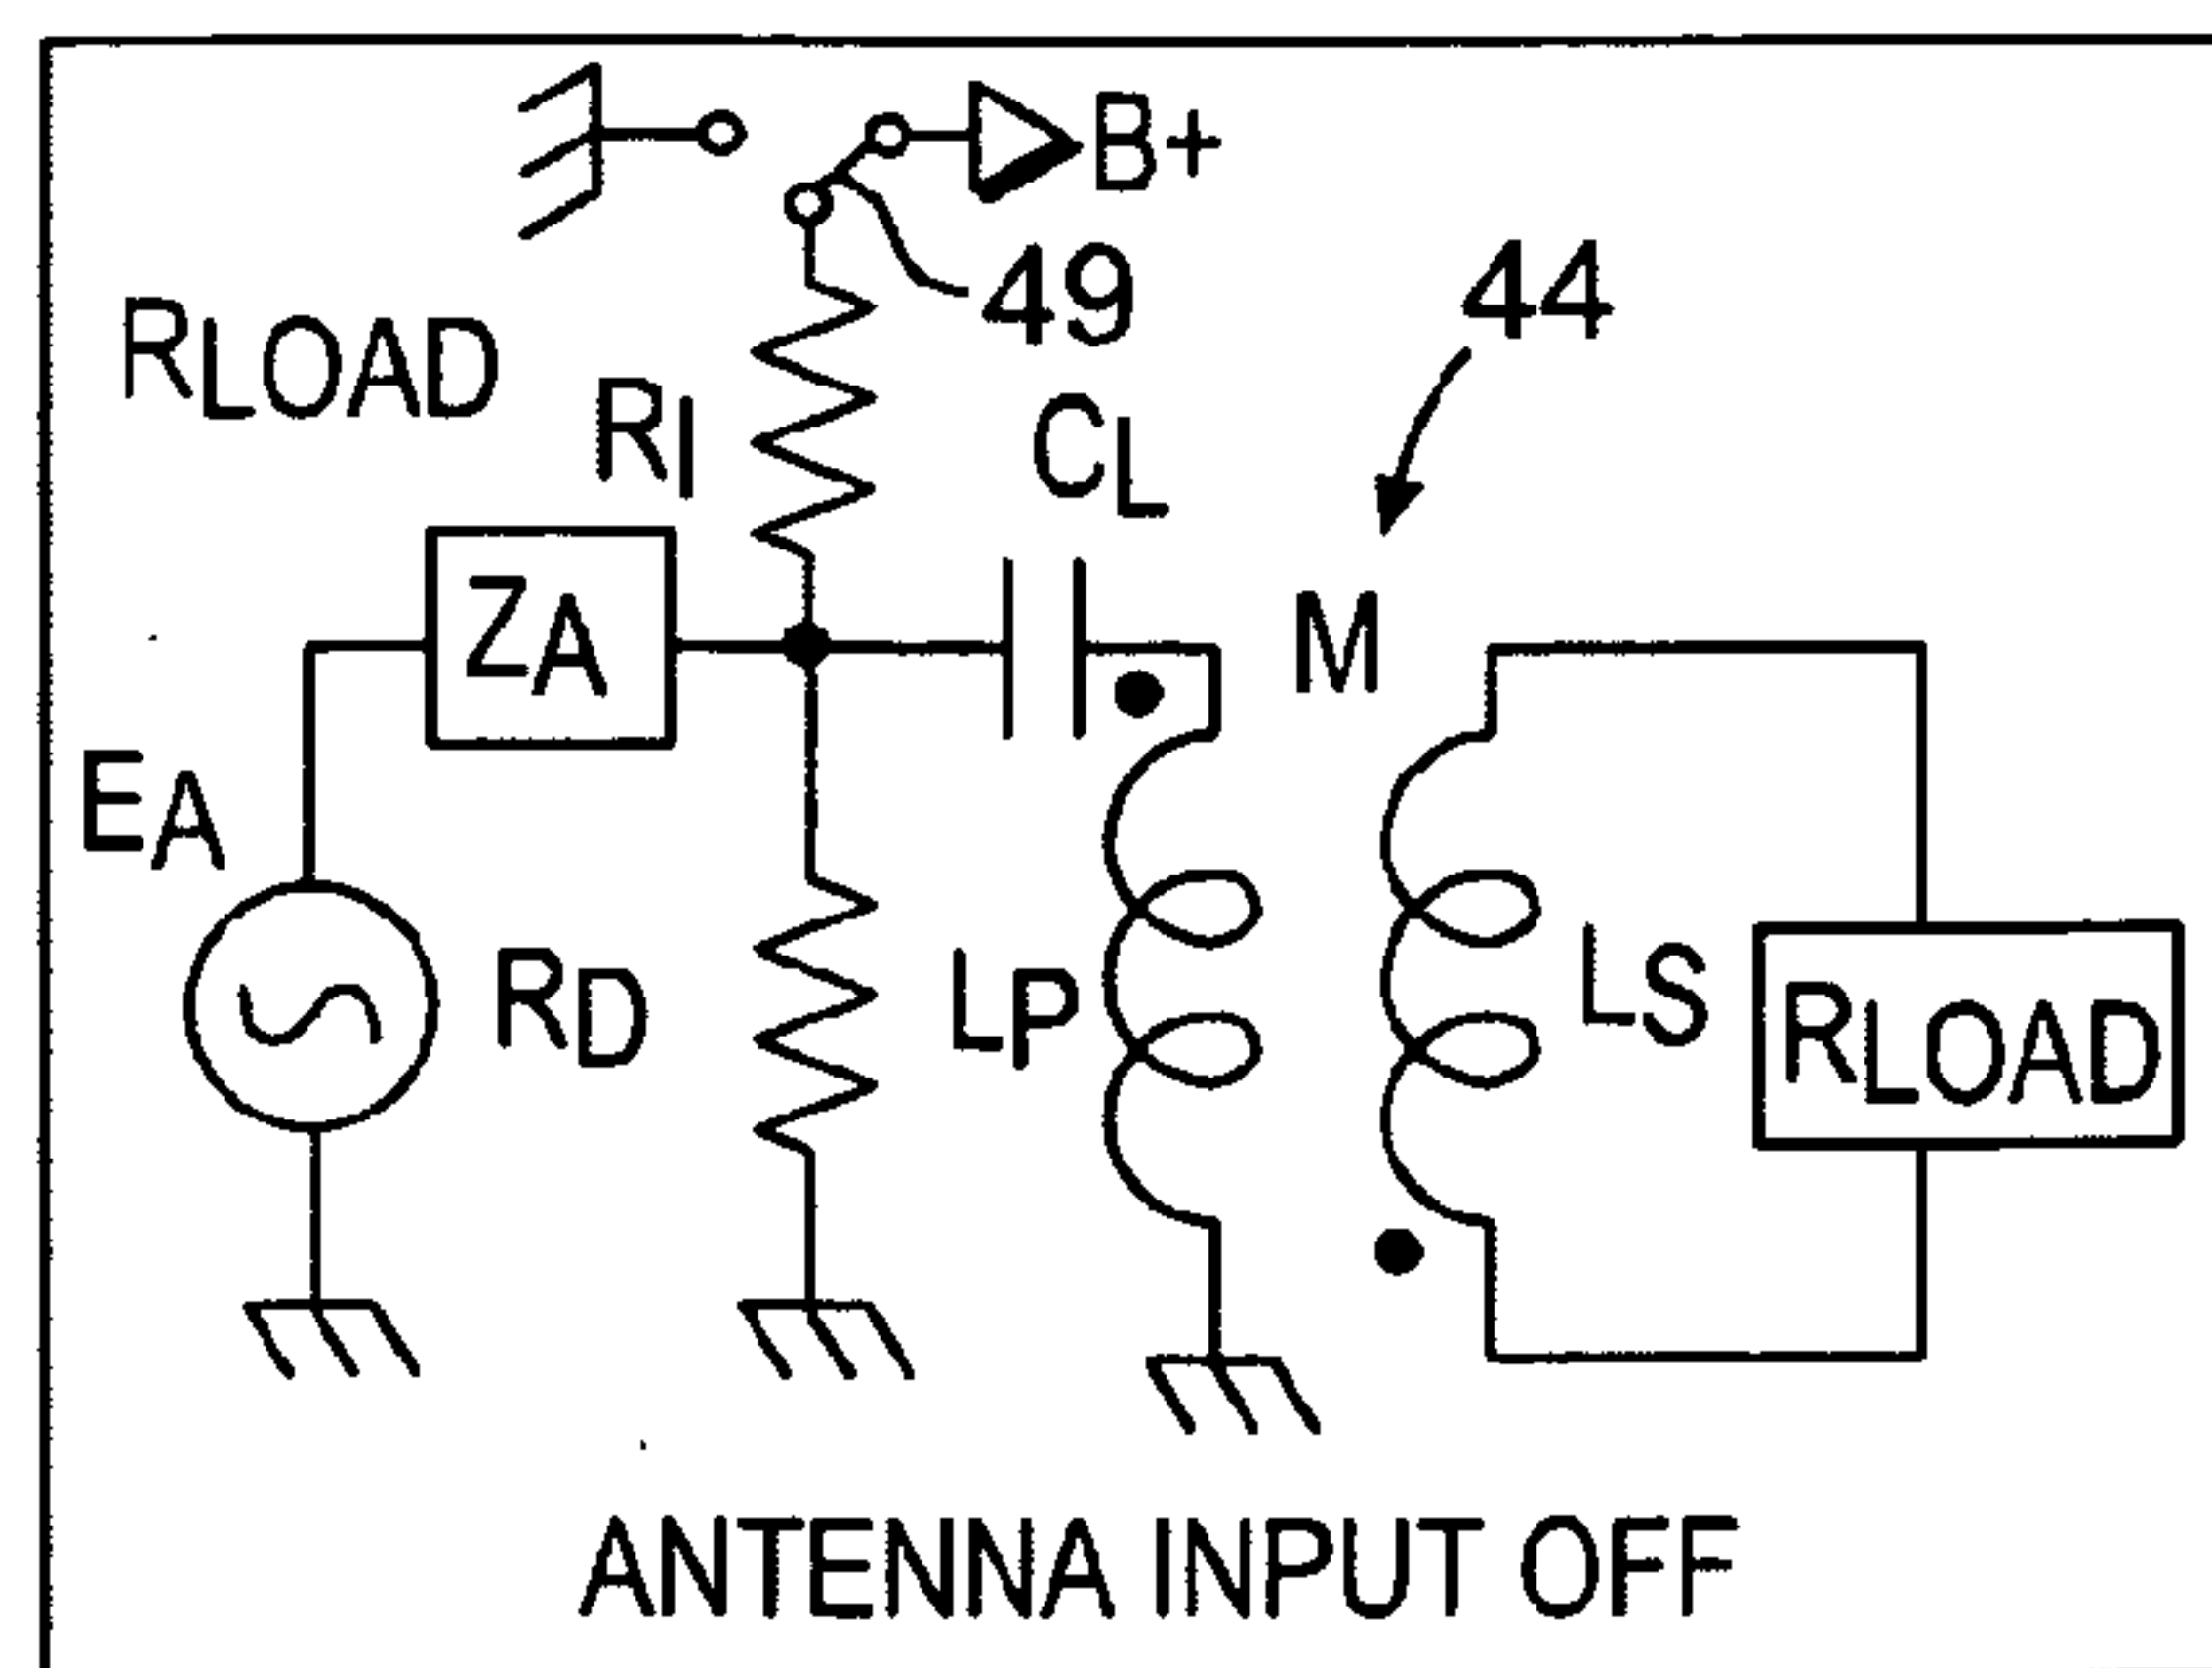 B+
49
44
RLOAD
RI
CL
ZA
M
EA
RD
LP
LS
RLOAD
ANTENNA INPUT OFF